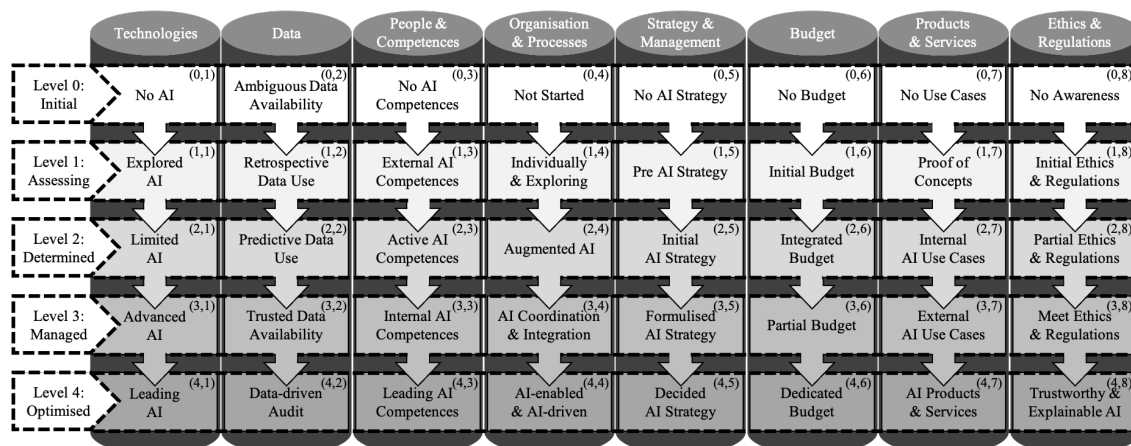 Technologies
Data
People &
Competences
Organisation
& Processes
Strategy &
Management
Budget
Products
& Services
Ethics &
Regulations
Level 0:
Initial
(0,1)
No AI
(0,2)
Ambiguous Data
Availability
(0,3)
No AI
Competences
(0,4)
Not Started
(0,5)
No AI Strategy
(0,6)
No Budget
(0,7)
No Use Cases
(0,8)
No Awareness
Level 1:
Assessing
(1,1)
Explored
AI
(1,2)
Retrospective
Data Use
(1,3)
External AI
Competences
(1,4)
Individually
& Exploring
(1,5)
Pre AI Strategy
(1,6)
Initial Budget
(1,7)
Proof of
Concepts
(1,8)
Initial Ethics
& Regulations
Level 2:
Determined
(2,1)
Limited
AI
(2,2)
Predictive Data
Use
(2,3)
Active AI
Competences
(2,4)
Augmented AI
(2,5)
Initial
AI Strategy
(2,6)
Integrated
Budget
(2,7)
Internal
AI Use Cases
(2,8)
Partial Ethics
& Regulations
Level 3:
Managed
(3,1)
Advanced
AI
(3,2)
Trusted Data
Availability
(3,3)
Internal AI
Competences
(3,4)
AI Coordination
& Integration
(3,5)
Formulised
AI Strategy
(3,6)
Partial Budget
(3,7)
External
AI Use Cases
(3,8)
Meet Ethics
& Regulations
Level 4:
Optimised
(4,1)
Leading
AI
(4,2)
Data-driven
Audit
(4,3)
Leading AI
Competences
(4,4)
AI-enabled
& AI-driven
(4,5)
Decided
AI Strategy
(4,6)
Dedicated
Budget
(4,7)
AI Products
& Services
(4,8)
Trustworthy &
Explainable AI